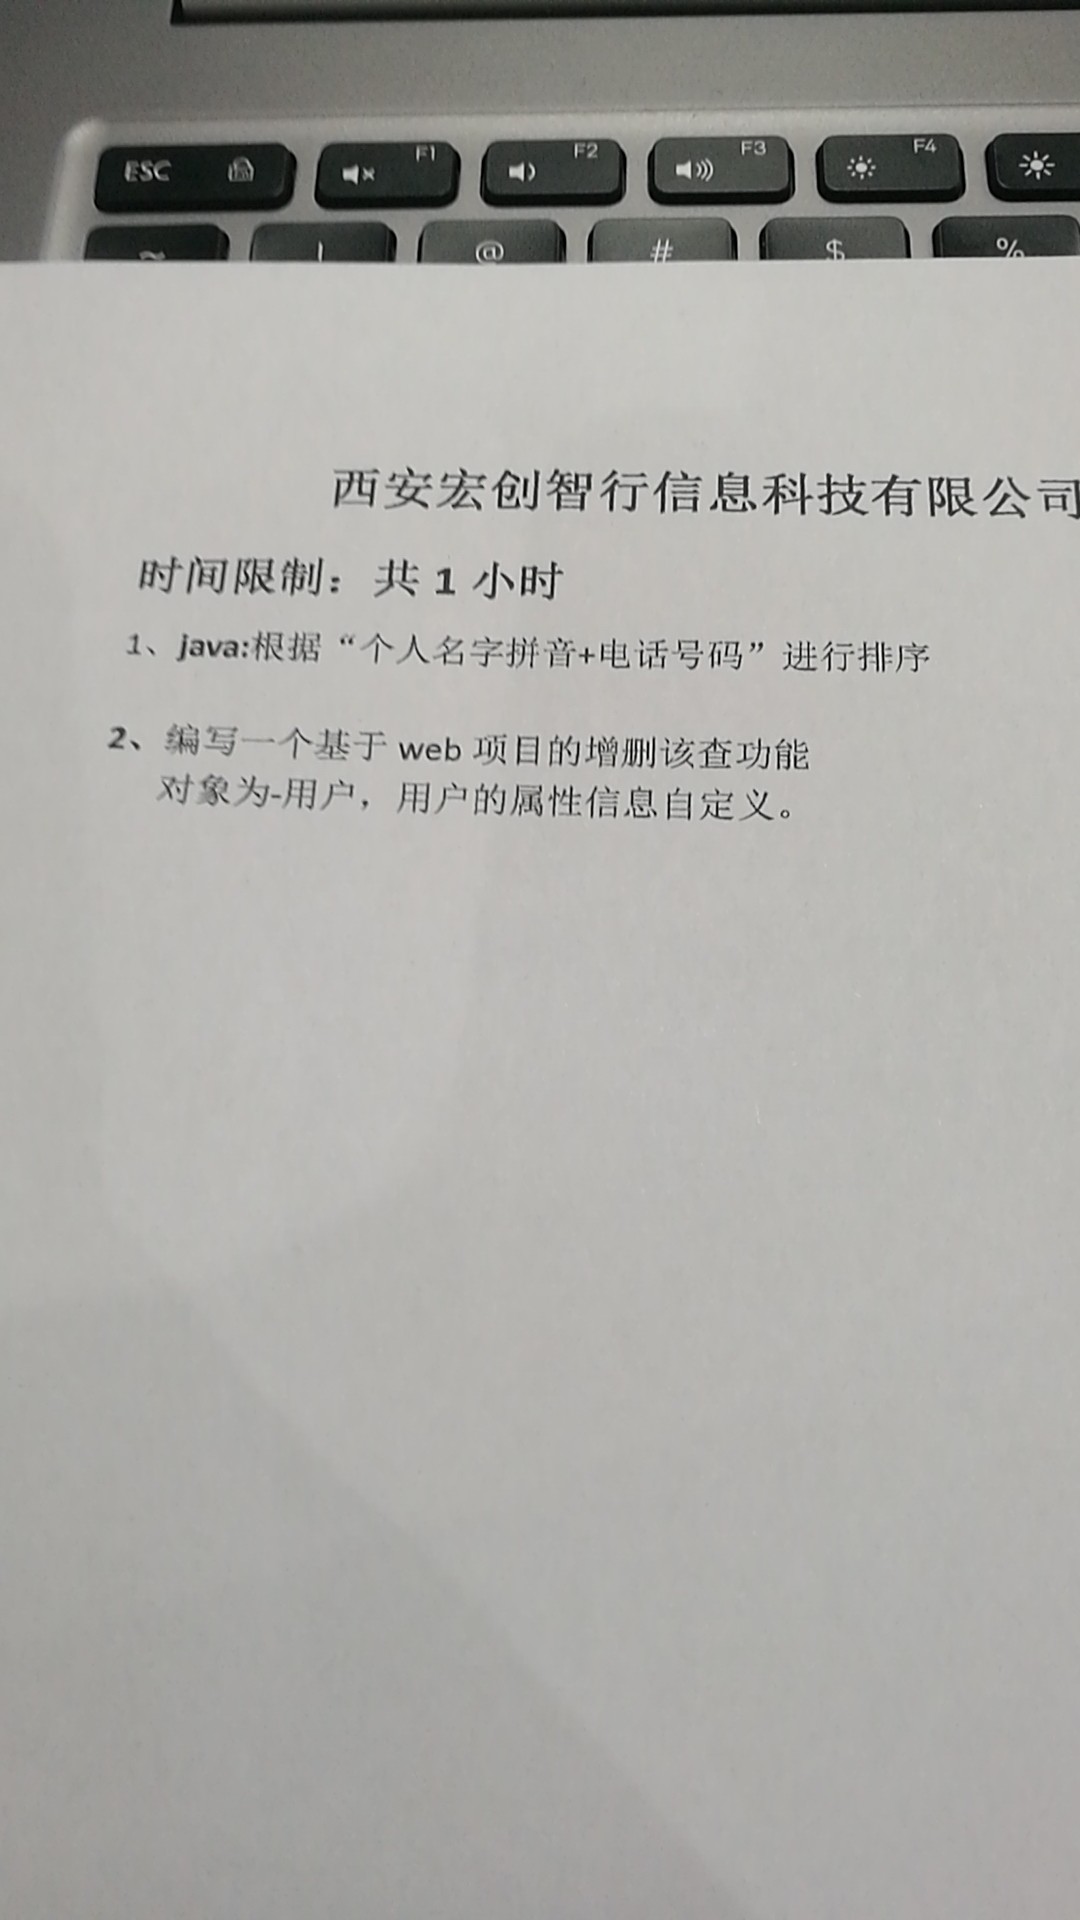 ESC F1 F2 F3 F4
~ ! @ # $ %
西安宏创智行信息科技有限公司
时间限制：共 1 小时
1、java:根据“个人名字拼音+电话号码”进行排序
2、编写一个基于 web 项目的增删该查功能
对象为-用户，用户的属性信息自定义。